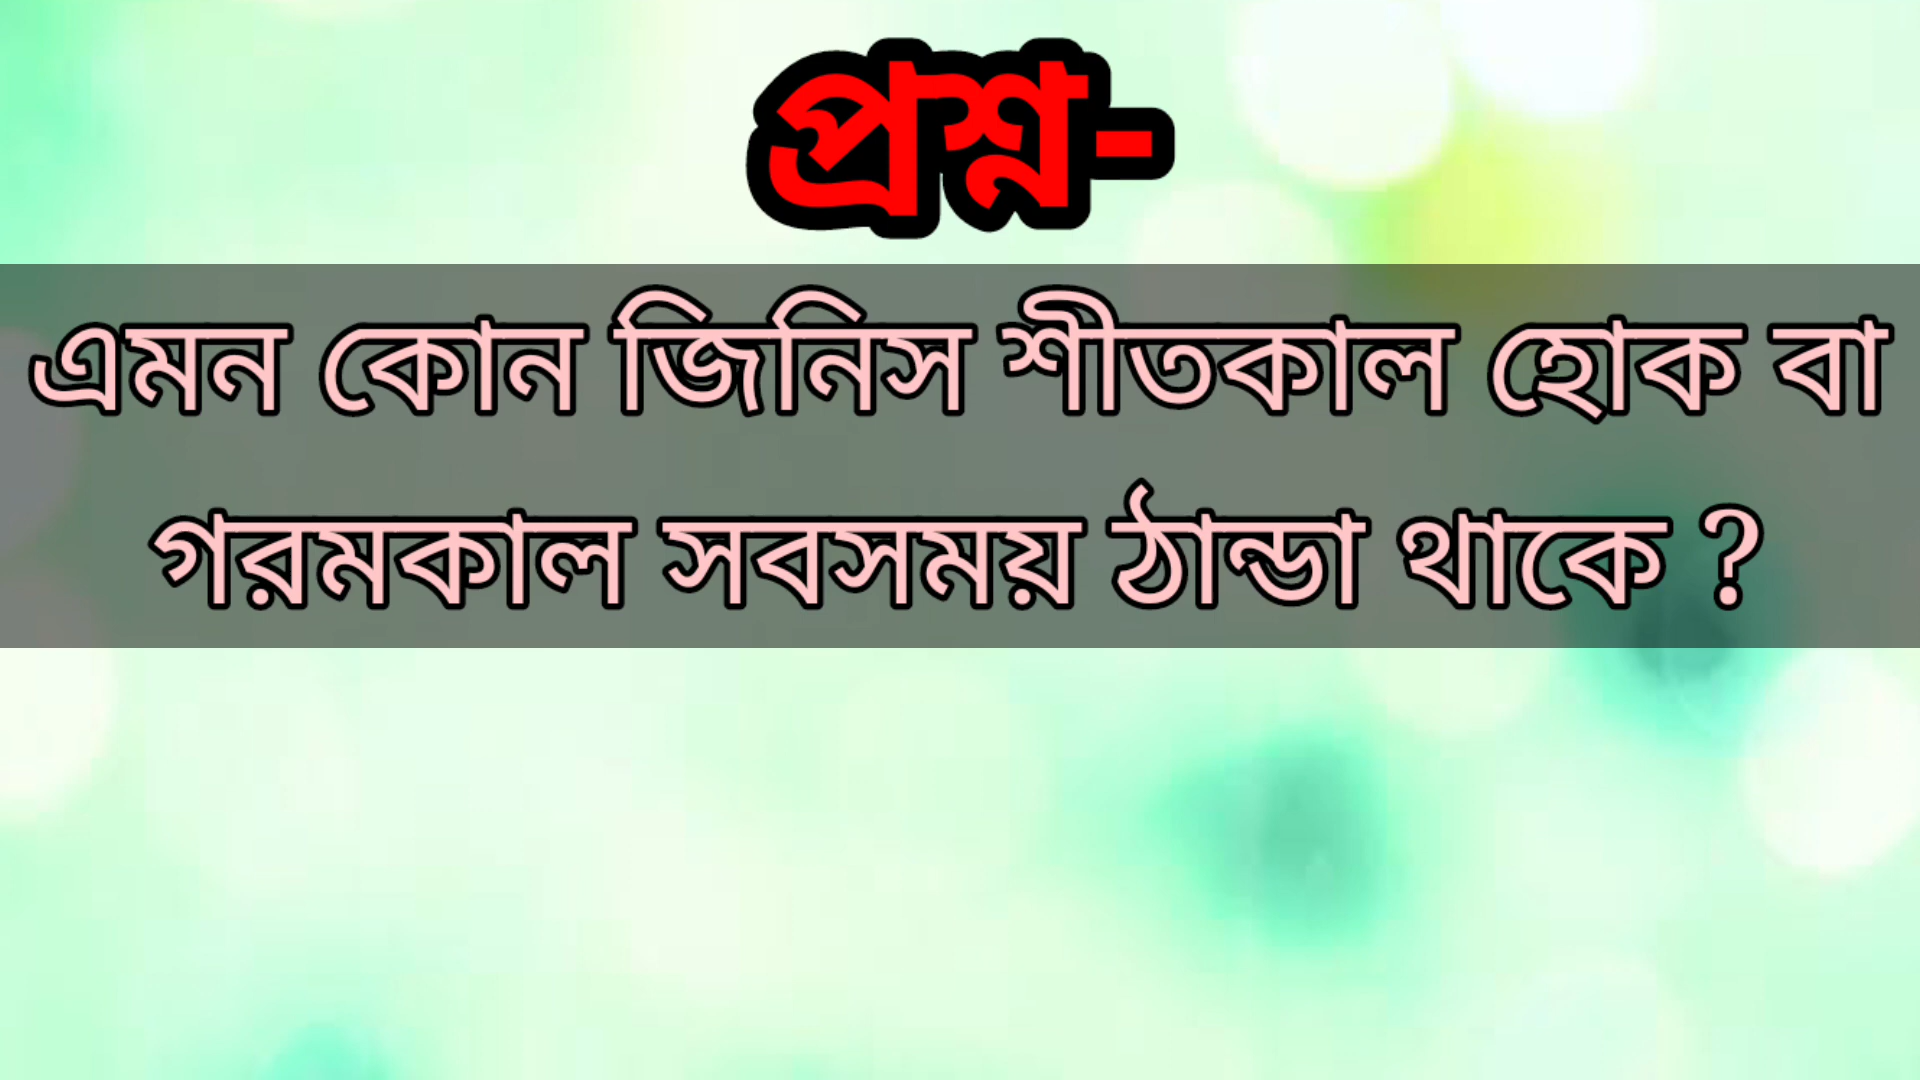 প্রশ্ন-
এমন কোন জিনিস শীতকাল হোক বা
গরমকাল সবসময় ঠান্ডা থাকে ?